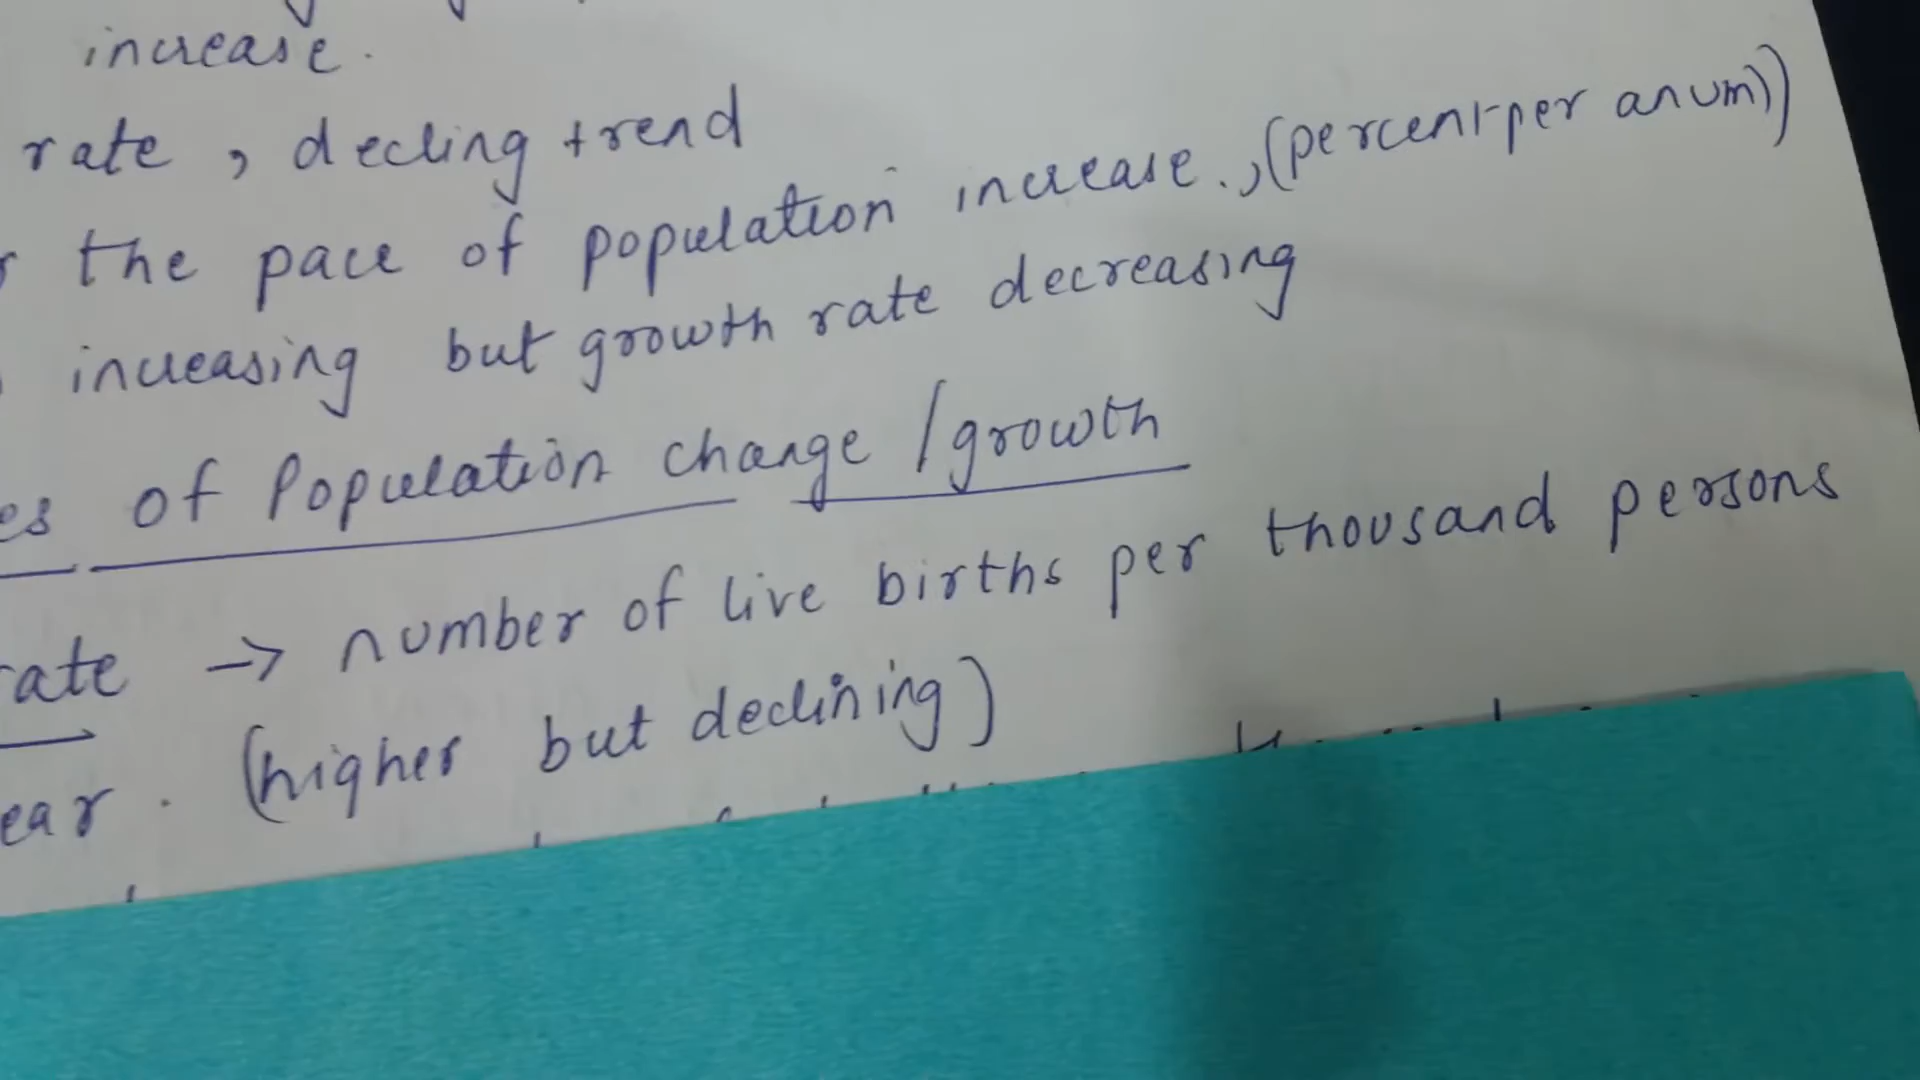 increase.
rate, decling trend
the pace of population increase., (percent per anum))
increasing but growth rate decreasing
es of Population change / growth
rate → number of live births per thousand persons
ear. (higher but declining)